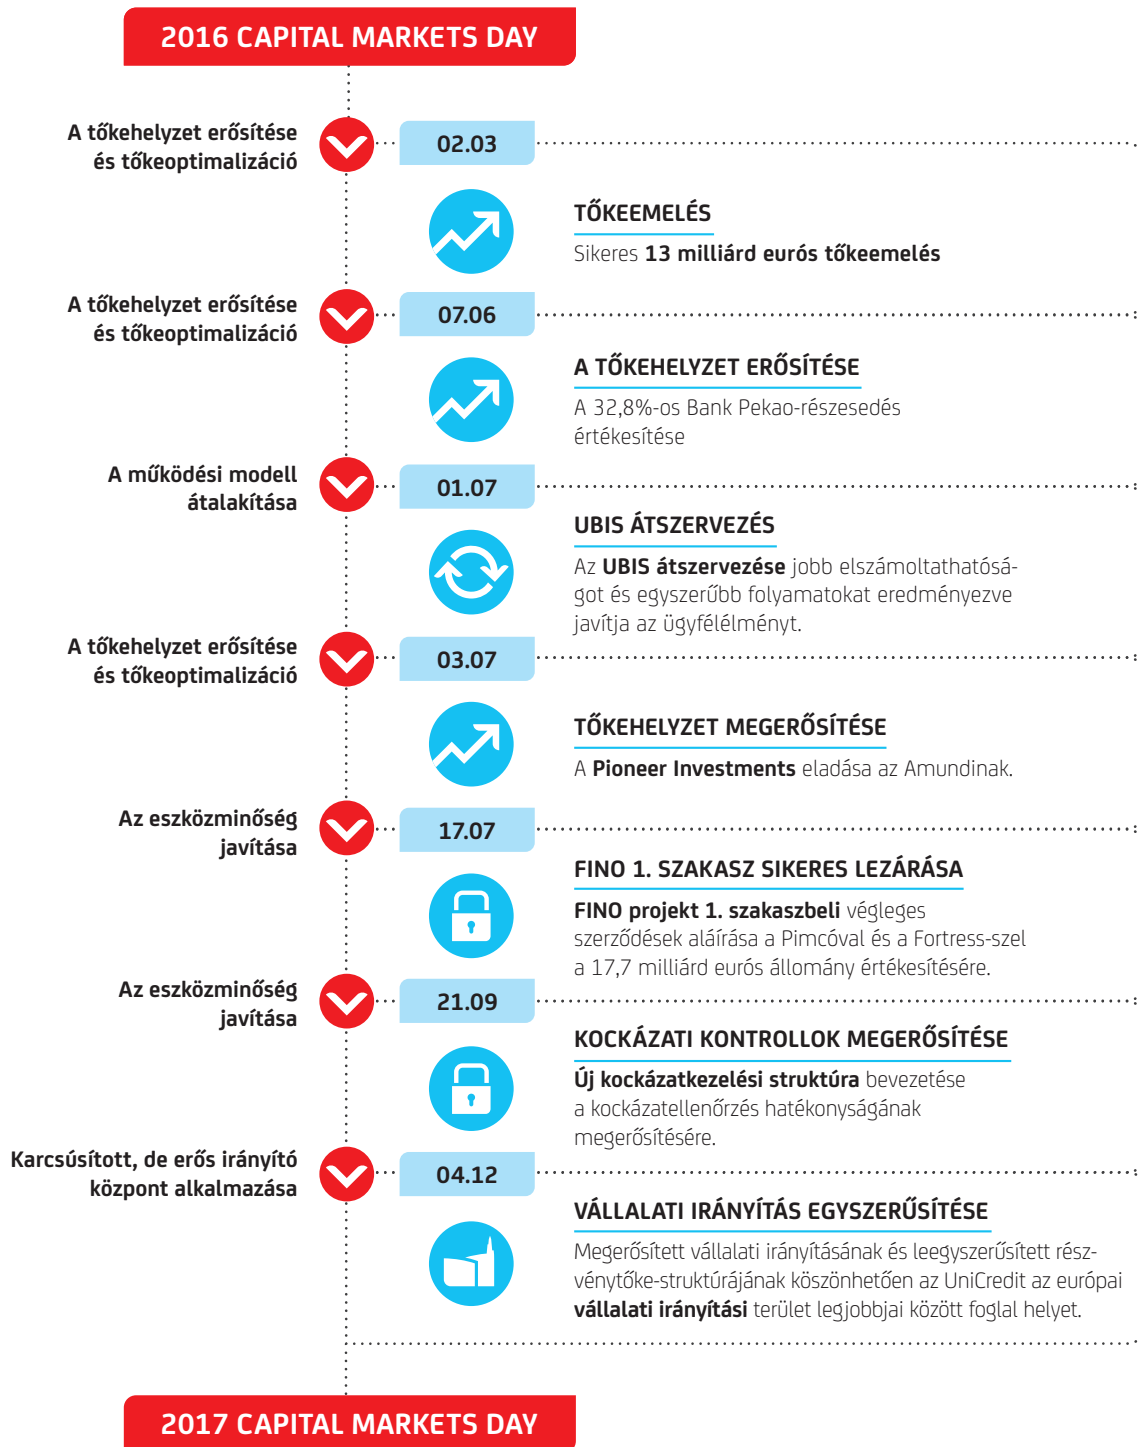 2016 CAPITAL MARKETS DAY
A tőkehelyzet erősítése
és tőkeoptimalizáció
02.03
TŐKEEMELÉS
Sikeres 13 milliárd eurós tőkeemelés
A tőkehelyzet erősítése
és tőkeoptimalizáció
07.06
A TŐKEHELYZET ERŐSÍTÉSE
A 32,8%-os Bank Pekao-részesedés
értékesítése
A működési modell
átalakítása
01.07
UBIS ÁTSZERVEZÉS
Az UBIS átszervezése jobb elszámoltathatósá-
got és egyszerűbb folyamatokat eredményezve
javítja az ügyfélélményt.
A tőkehelyzet erősítése
és tőkeoptimalizáció
03.07
TŐKEHELYZET MEGERŐSÍTÉSE
A Pioneer Investments eladása az Amundinak.
Az eszközminőség
javítása
17.07
FINO 1. SZAKASZ SIKERES LEZÁRÁSA
FINO projekt 1. szakaszbeli végleges
szerződések aláírása a Pimcóval és a Fortress-szel
a 17,7 milliárd eurós állomány értékesítésére.
Az eszközminőség
javítása
21.09
KOCKÁZATI KONTROLLOK MEGERŐSÍTÉSE
Új kockázatkezelési struktúra bevezetése
a kockázatellenőrzés hatékonyságának
megerősítésére.
Karcsúsított, de erős irányító
központ alkalmazása
04.12
VÁLLALATI IRÁNYÍTÁS EGYSZERŰSÍTÉSE
Megerősített vállalati irányításának és leegyszerűsített rész-
vénytőke-struktúrájának köszönhetően az UniCredit az európai
vállalati irányítási terület legjobbjai között foglal helyet.
2017 CAPITAL MARKETS DAY